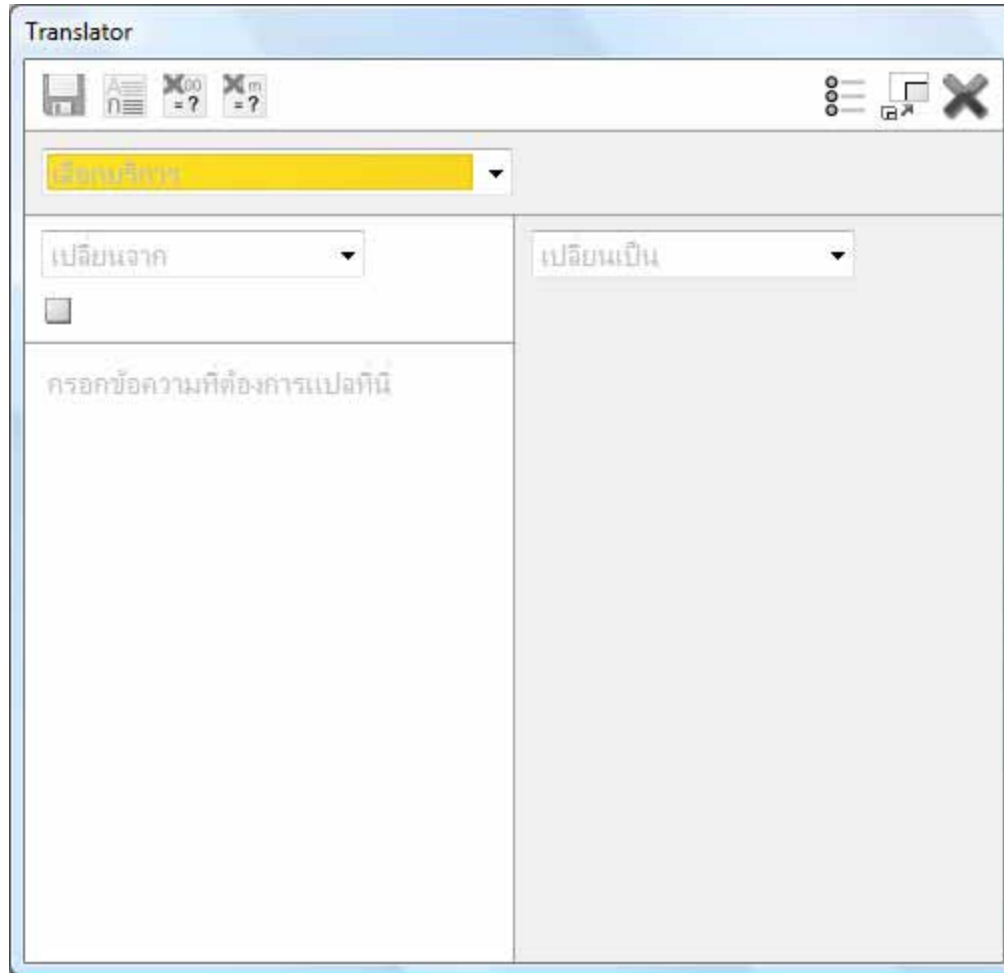 Translator
A
ก
00
= ?
m
= ?
เลือกบริการ
เปลี่ยนจาก
เปลี่ยนเป็น
กรอกข้อความที่ต้องการแปลที่นี่